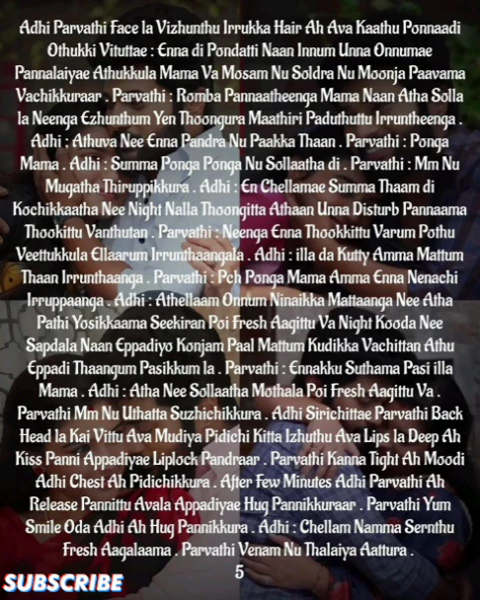 Adhi Parvathi Face la Vizhunthu Irrukka Hair Ah Ava Kaathu Ponnaadi
Othukki Vituttae : Enna di Pondatti Naan Innum Unna Onnumae
Pannalaiyae Athukkula Mama Va Mosam Nu Soldra Nu Moonja Paavama
Vachikkuraar . Parvathi : Romba Pannaatheenga Mama Naan Atha Solla
la Neenga Ezhunthum Yen Thoongura Maathiri Paduthuttu Irruntheenga .
Adhi ; Athuva Nee Enna Pandra Nu Paakka Thaan . Parvathi : Ponga
Mama . Adhi : Summa Ponga Ponga Nu Sollaatha di . Parvathi : Mm Nu
Mugatha Thiruppikkura . Adhi : En Chellamae Summa Thaam di
Kochikkaatha Nee Night Nalla Thoongitta Athaan Unna Disturb Pannaama
Thookittu Vanthutan . Parvathi : Neenga Enna Thookkittu Varum Pothu
Veettukkula Ellaarum Irrunthaangala . Adhi : illa da Kutty Amma Mattum
Thaan Irrunthaanga . Parvathi : Pch Ponga Mama Amma Enna Nenachi
Irruppaanga . Adhi : Athellaam Onnum Ninaikka Mattaanga Nee Atha
Pathi Yosikkaama Seekiran Poi Fresh Aagittu Va Night Kooda Nee
Sapdala Naan Eppadiyo Konjam Paal Mattum Kudikka Vachittan Athu
Eppadi Thaangum Pasikkum la . Parvathi : Ennakku Suthama Pasi illa
Mama . Adhi : Atha Nee Sollaatha Mothala Poi Fresh Aagittu Va .
Parvathi Mm Nu Uthatta Suzhichikkura . Adhi Sirichittae Parvathi Back
Head la Kai Vittu Ava Mudiya Pidichi Kitta Izhuthu Ava Lips la Deep Ah
Kiss Panni Appadiyae Liplock Pandraar . Parvathi Kanna Tight Ah Moodi
Adhi Chest Ah Pidichikkura . After Few Minutes Adhi Parvathi Ah
Release Pannittu Avala Appadiyae Hug Pannikkuraar . Parvathi Yum
Smile Oda Adhi Ah Hug Pannikkura . Adhi : Chellam Namma Sernthu
Fresh Aagalaama . Parvathi Venam Nu Thalaiya Aattura .
5
SUBSCRIBE